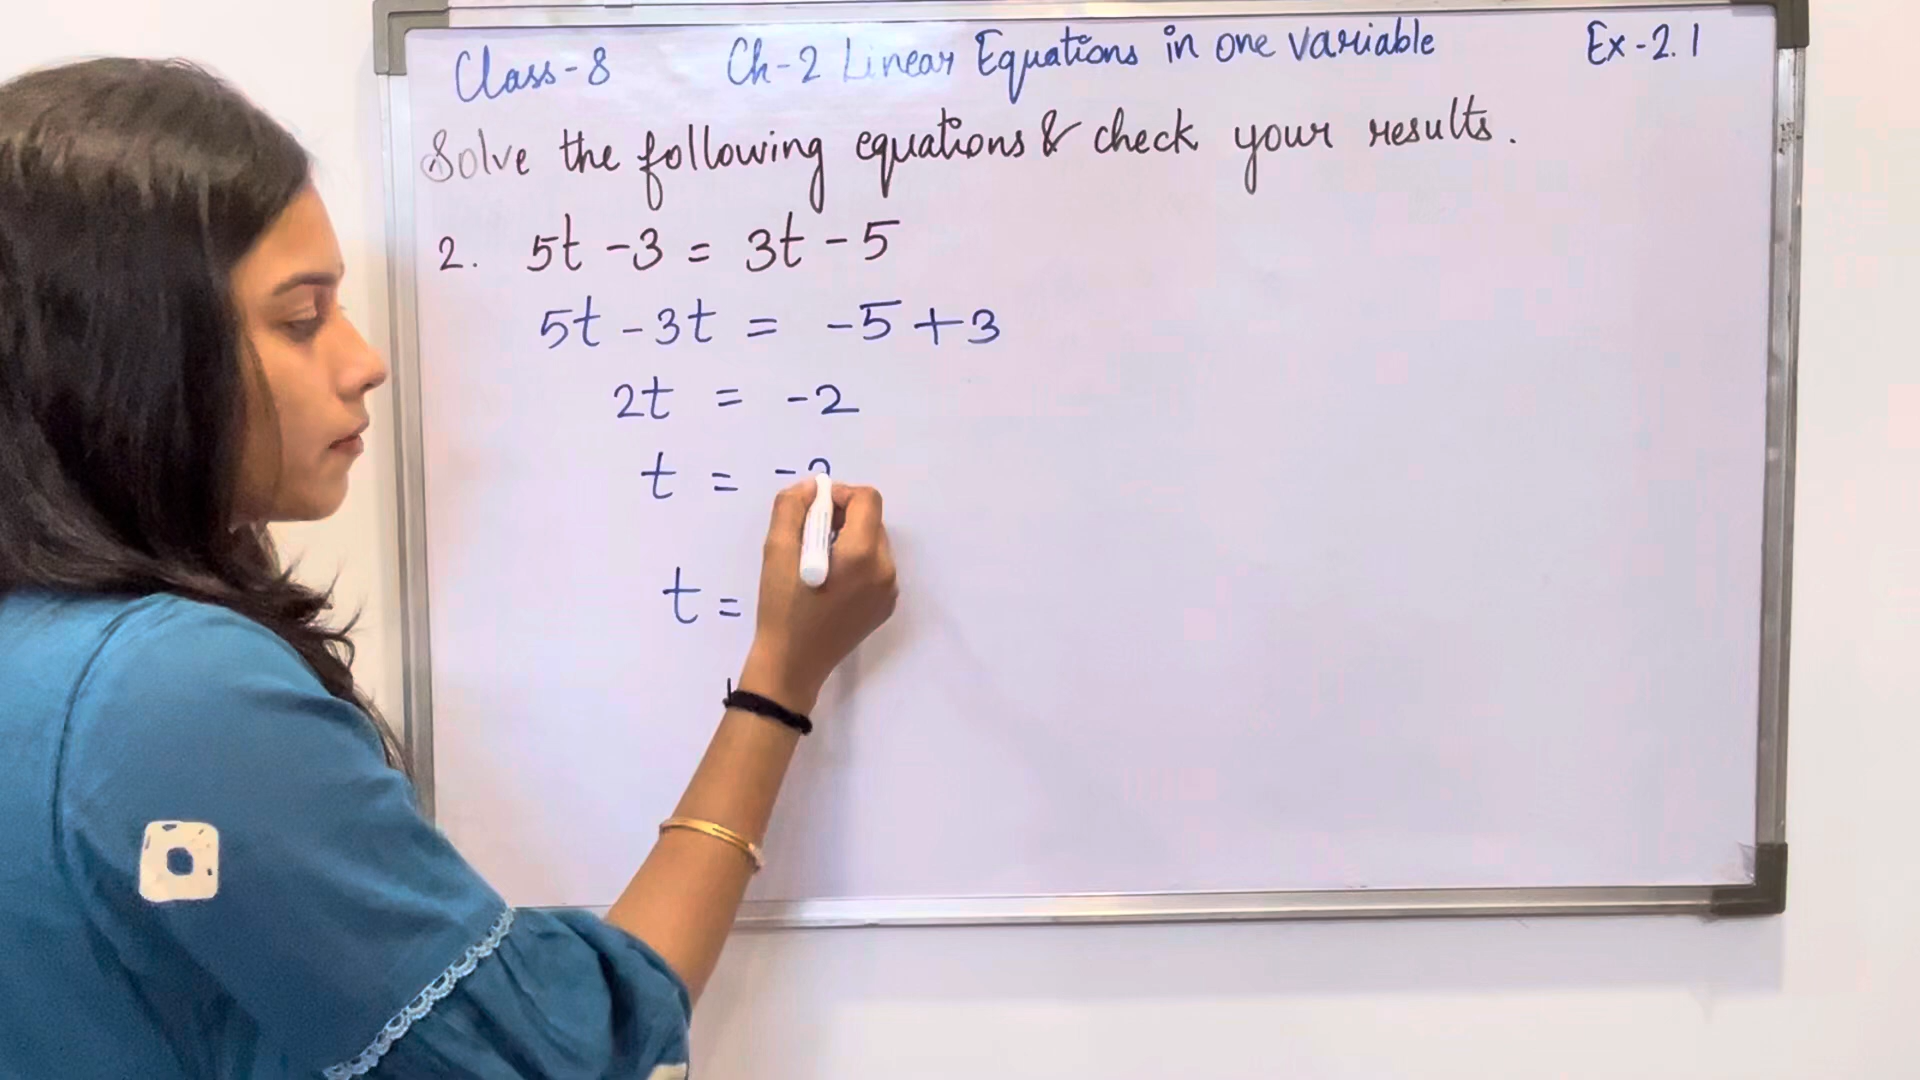 Class-8 Ch-2 Linear Equations in one variable Ex-2.1
Solve the following equations & check your results.
2. 5t -3 = 3t -5
5t -3t = -5+3
2t = -2
t = -2
t =